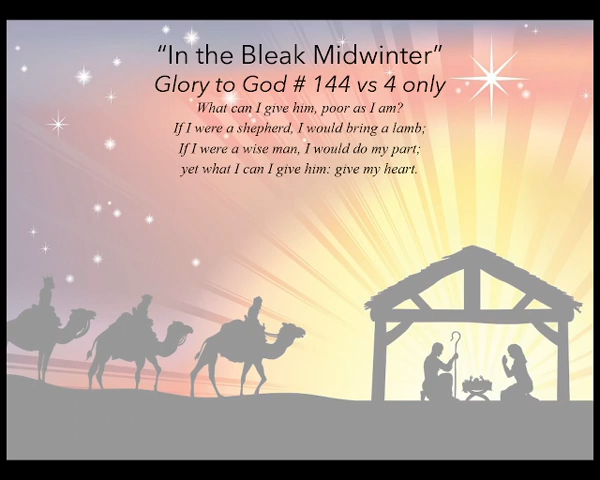 “In the Bleak Midwinter”
Glory to God # 144 vs 4 only
What can I give him, poor as I am?
If I were a shepherd, I would bring a lamb;
If I were a wise man, I would do my part;
yet what I can I give him: give my heart.